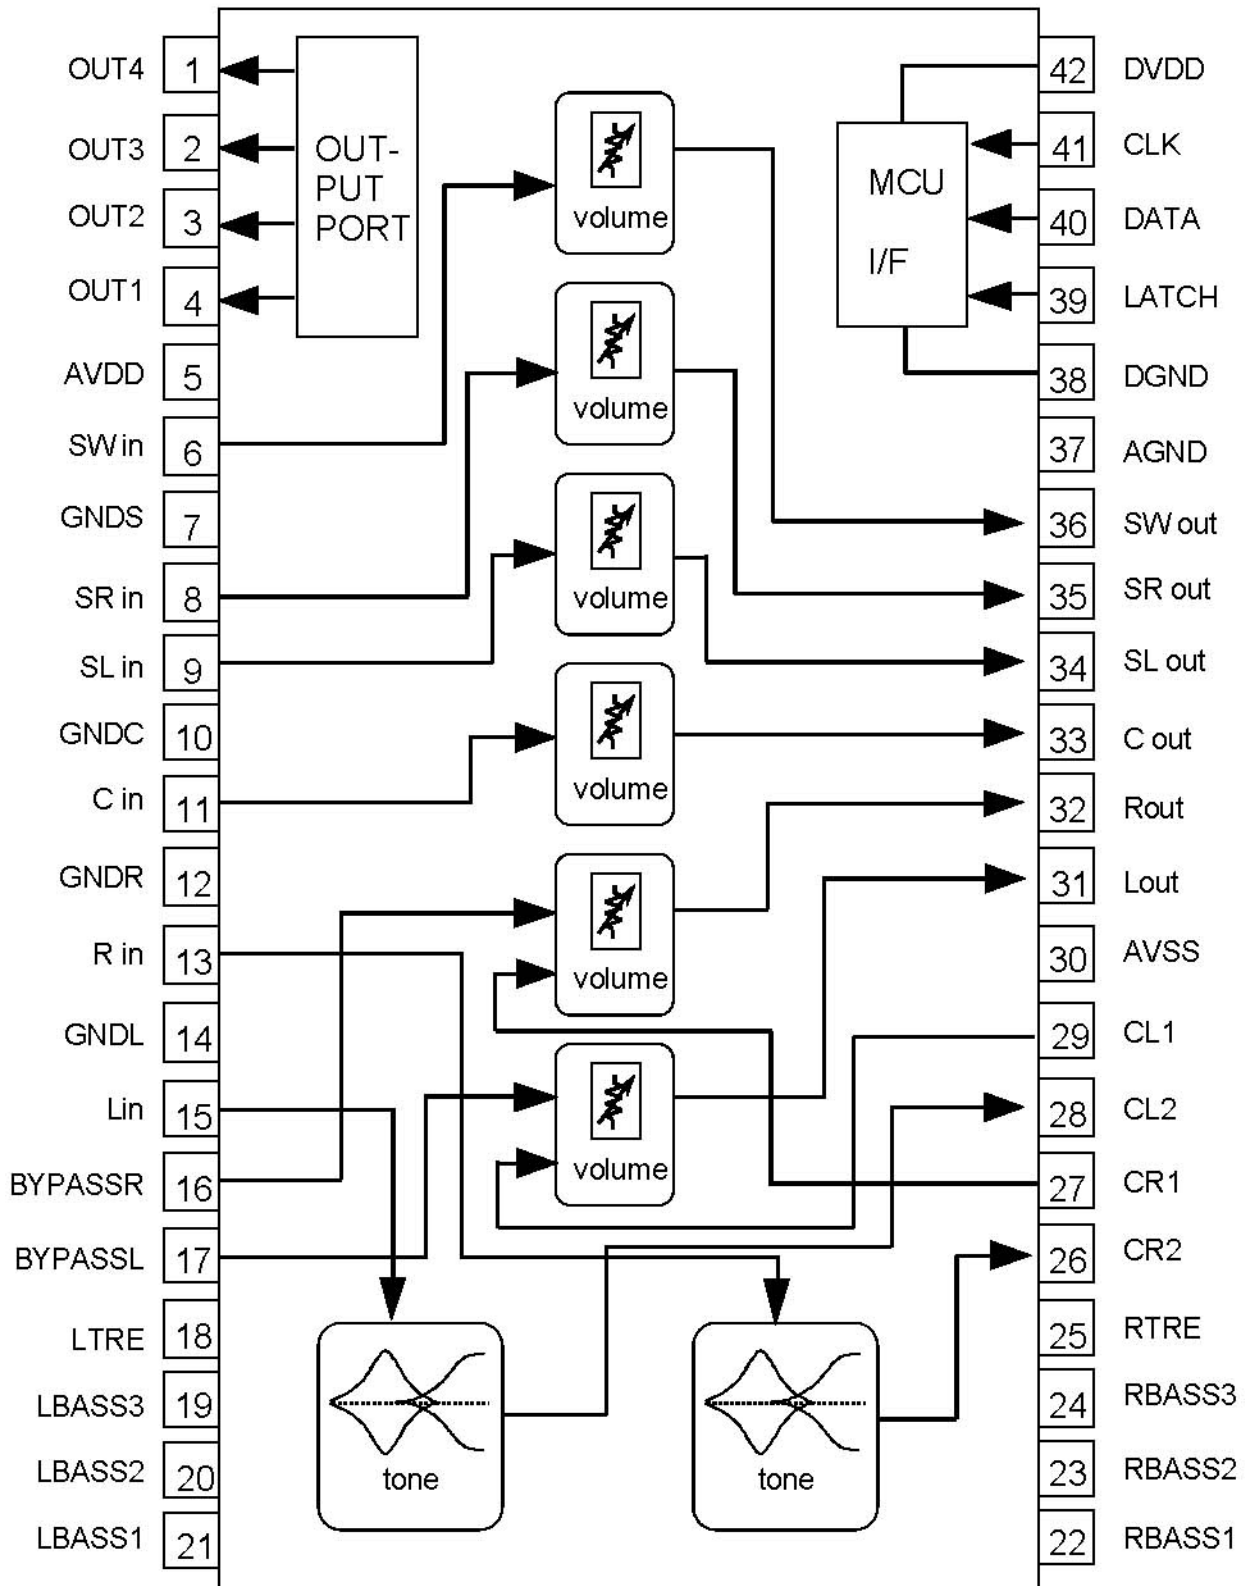 OUT4 1
OUT3 2
OUT2 3
OUT1 4
AVDD 5
SW in 6
GNDS 7
SR in 8
SL in 9
GNDC 10
C in 11
GNDR 12
R in 13
GNDL 14
Lin 15
BYPASSR 16
BYPASSL 17
LTRE 18
LBASS3 19
LBASS2 20
LBASS1 21
OUT-
PUT
PORT
volume
volume
volume
volume
volume
volume
tone
tone
MCU
I/F
42 DVDD
41 CLK
40 DATA
39 LATCH
38 DGND
37 AGND
36 SW out
35 SR out
34 SL out
33 C out
32 Rout
31 Lout
30 AVSS
29 CL1
28 CL2
27 CR1
26 CR2
25 RTRE
24 RBASS3
23 RBASS2
22 RBASS1